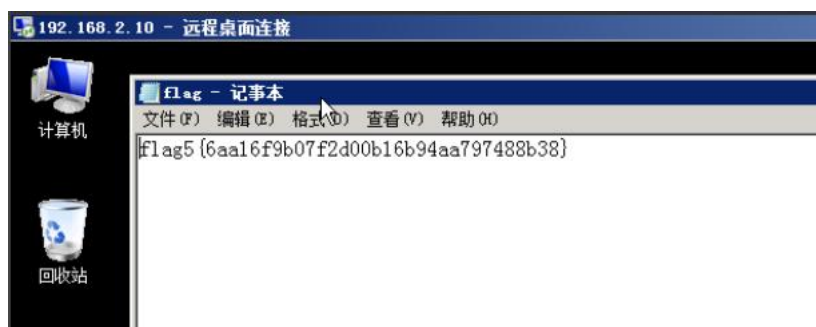 192.168.2.10 - 远程桌面连接
计算机
flag - 记事本
文件(F) 编辑(E) 格式(O) 查看(V) 帮助(H)
flag5{6aa16f9b07f2d00b16b94aa797488b38}
回收站